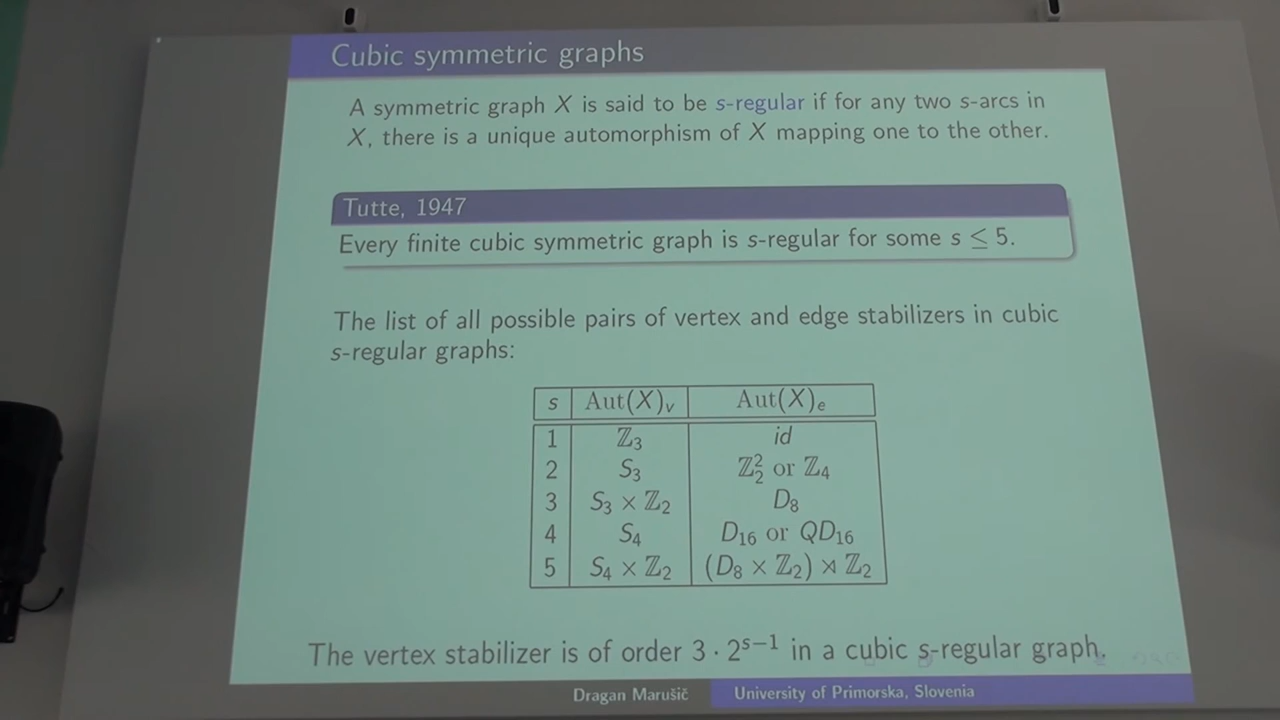 Cubic symmetric graphs
A symmetric graph X is said to be s-regular if for any two s-arcs in
X, there is a unique automorphism of X mapping one to the other.
Tutte, 1947
Every finite cubic symmetric graph is s-regular for some s ≤ 5.
The list of all possible pairs of vertex and edge stabilizers in cubic
s-regular graphs:
s Aut(X)ᵥ Aut(X)ₑ
1 ℤ₃ id
2 S₃ ℤ₂² or ℤ₄
3 S₃ × ℤ₂ D₈
4 S₄ D₁₆ or QD₁₆
5 S₄ × ℤ₂ (D₈ × ℤ₂) ⋊ ℤ₂
The vertex stabilizer is of order 3 · 2ˢ⁻¹ in a cubic s-regular graph.
Dragan Marušič University of Primorska, Slovenia